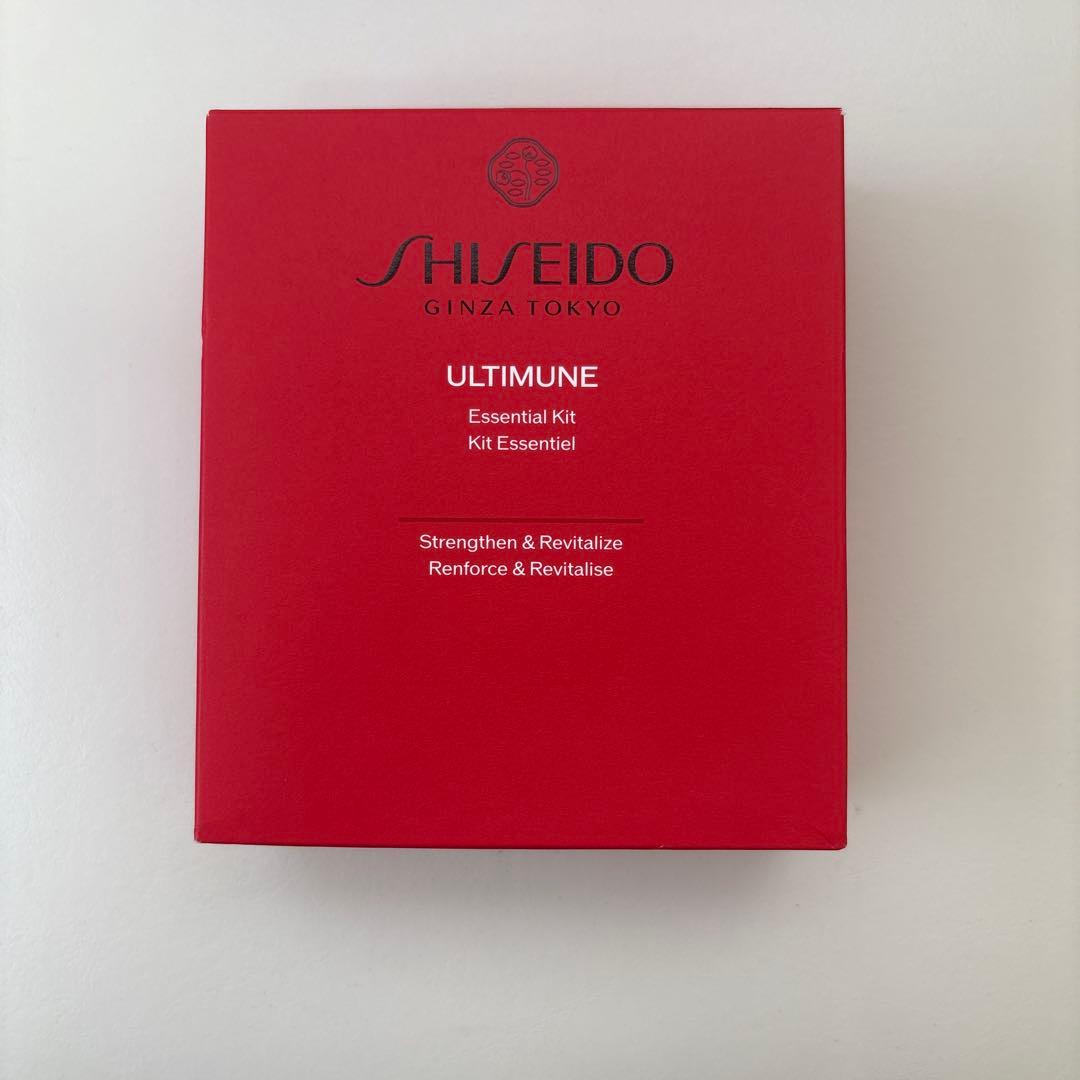 SHISEIDO
GINZA TOKYO
ULTIMUNE
Essential Kit
Kit Essentiel
Strengthen & Revitalize
Renforce & Revitalise